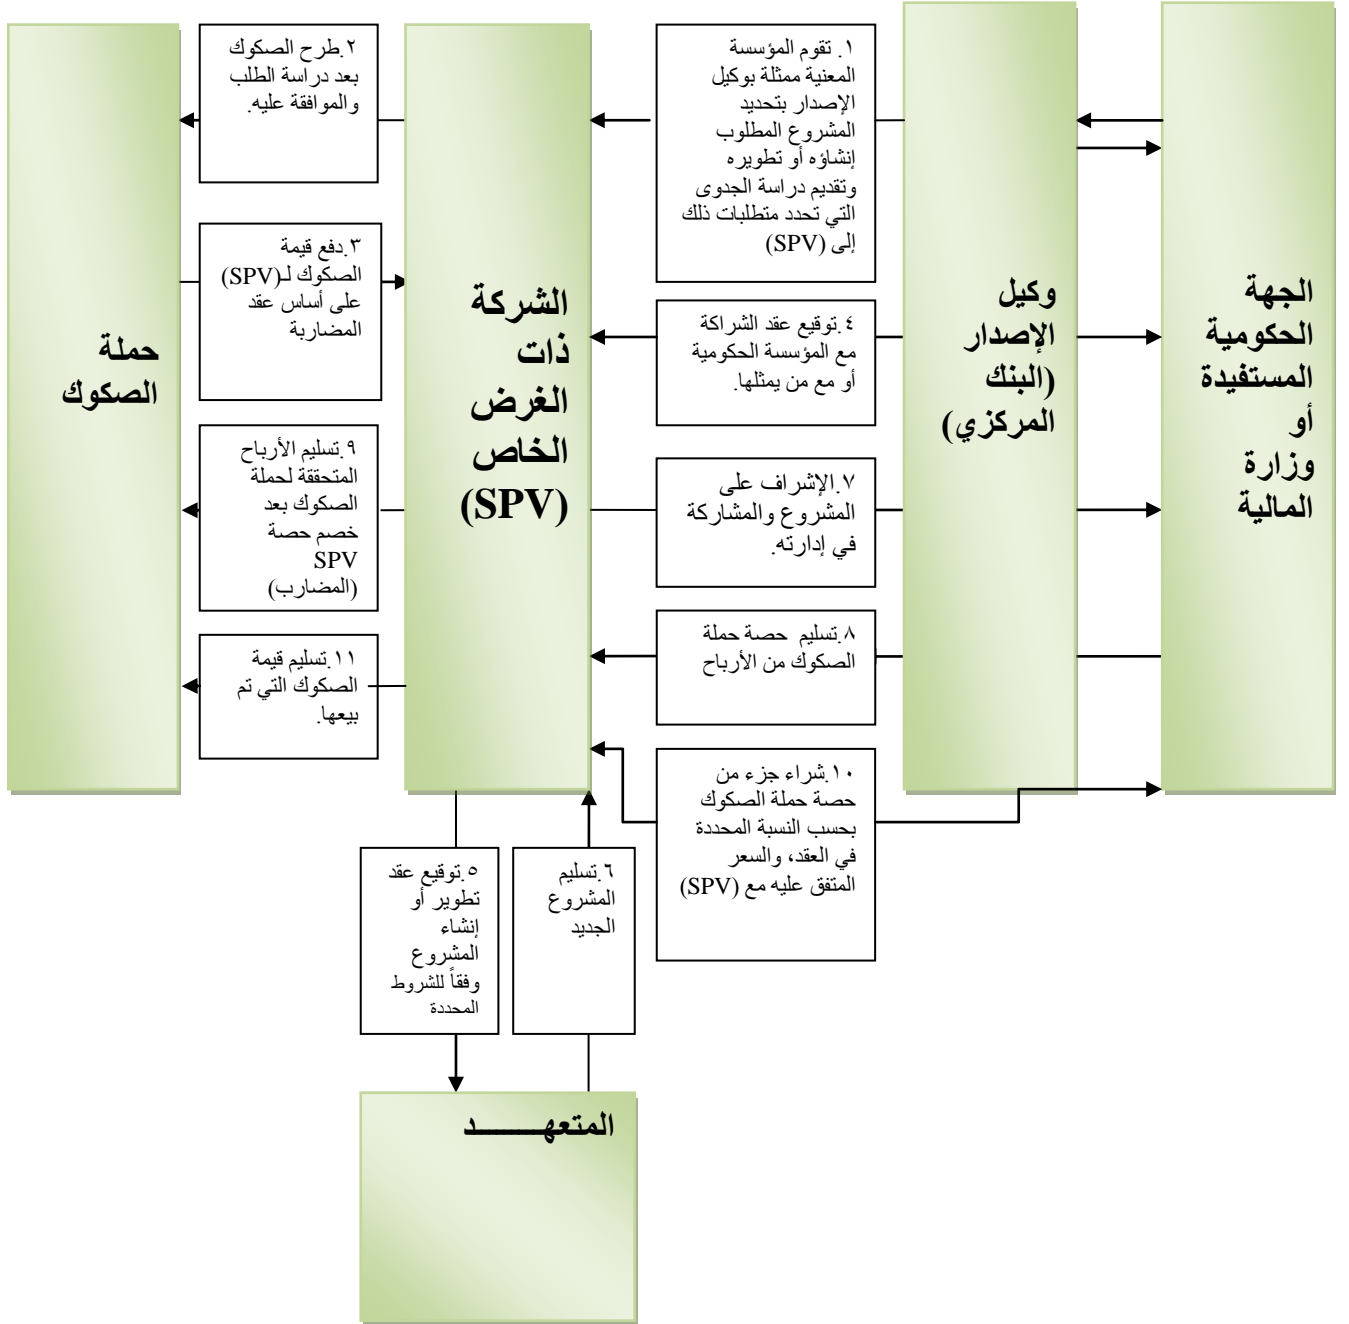 الجهة
الحكومية
المستفيدة
أو
وزارة
المالية
وكيل
الإصدار
(البنك
المركزي)
١. تقوم المؤسسة
المعنية ممثلة بوكيل
الإصدار بتحديد
المشروع المطلوب
إنشاؤه أو تطويره
وتقديم دراسة الجدوى
التي تحدد متطلبات ذلك
إلى (SPV)
٤.توقيع عقد الشراكة
مع المؤسسة الحكومية
أو مع من يمثلها.
٧.الإشراف على
المشروع والمشاركة
في إدارته.
٨.تسليم حصة حملة
الصكوك من الأرباح
١٠.شراء جزء من
حصة حملة الصكوك
بحسب النسبة المحددة
في العقد، والسعر
المتفق عليه مع (SPV)
الشركة
ذات
الغرض
الخاص
(SPV)
٢.طرح الصكوك
بعد دراسة الطلب
والموافقة عليه.
٣.دفع قيمة
الصكوك لـ(SPV)
على أساس عقد
المضاربة
٩.تسليم الأرباح
المتحققة لحملة
الصكوك بعد
خصم حصة
SPV
(المضارب)
١١.تسليم قيمة
الصكوك التي تم
بيعها.
حملة
الصكوك
٦.تسليم
المشروع
الجديد
٥.توقيع عقد
تطوير أو
إنشاء
المشروع
وفقاً للشروط
المحددة
المتعهــــــــد